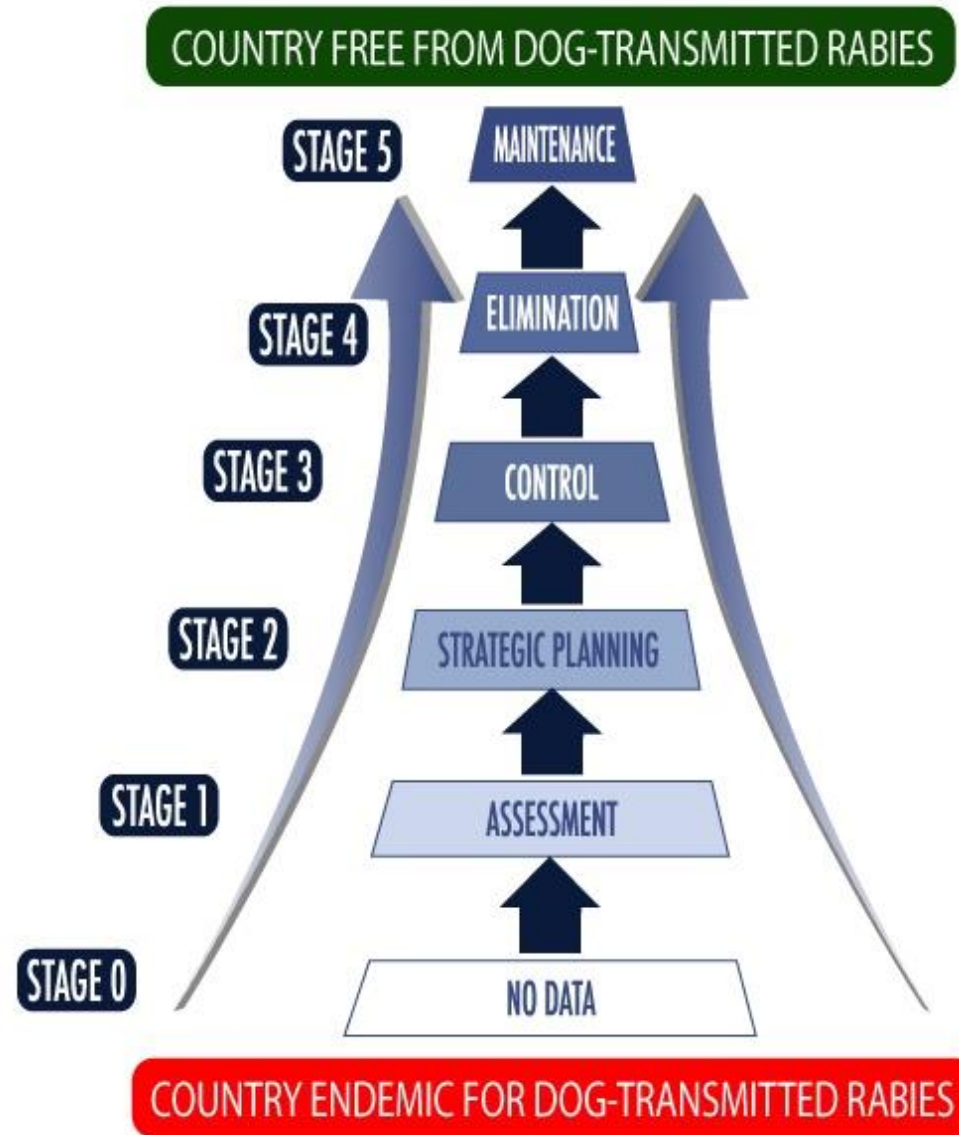 COUNTRY FREE FROM DOG-TRANSMITTED RABIES
STAGE 5
MAINTENANCE
STAGE 4
ELIMINATION
STAGE 3
CONTROL
STAGE 2
STRATEGIC PLANNING
STAGE 1
ASSESSMENT
STAGE 0
NO DATA
COUNTRY ENDEMIC FOR DOG-TRANSMITTED RABIES